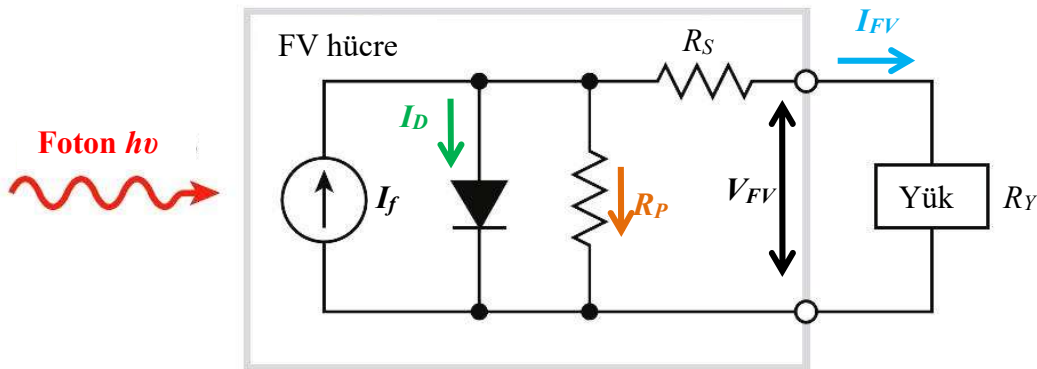 FV hücre
R_S
I_FV
I_D
Foton hυ
I_f
R_P
V_FV
Yük
R_Y